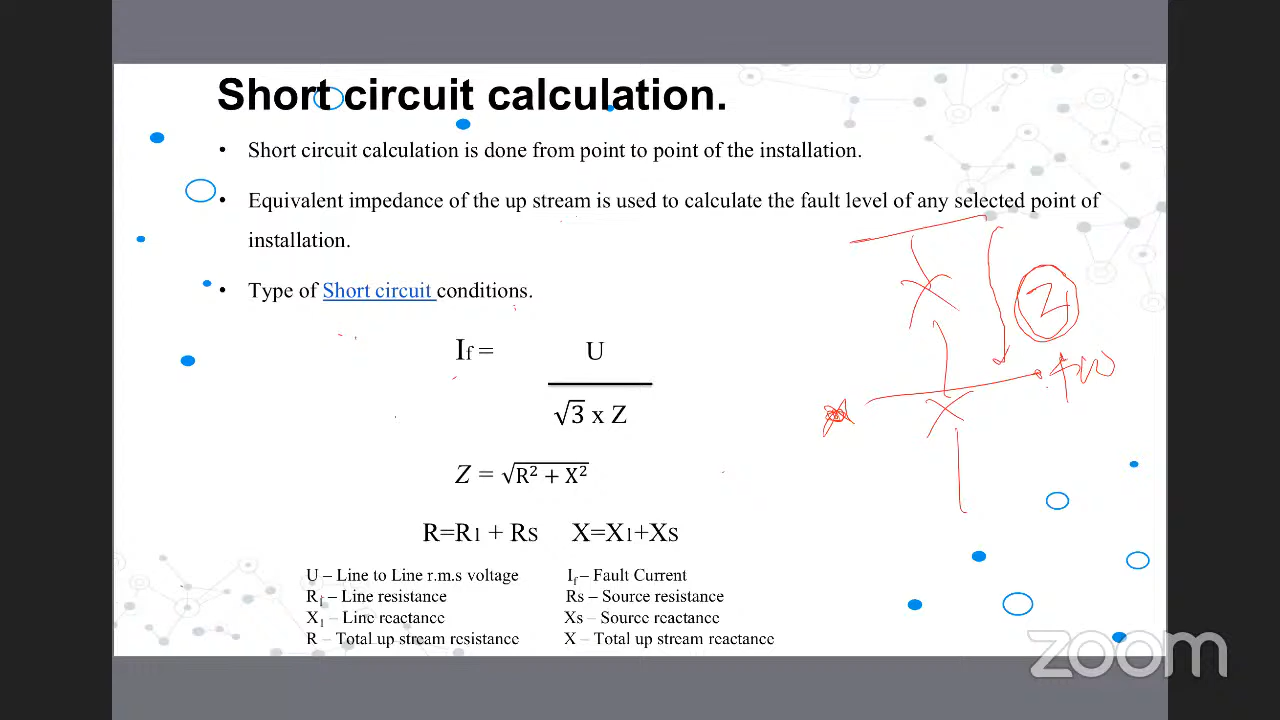 Short circuit calculation.
• Short circuit calculation is done from point to point of the installation.
• Equivalent impedance of the up stream is used to calculate the fault level of any selected point of
installation.
• Type of Short circuit conditions.
If = U
√3 x Z
Z = √R² + X²
R=R1 + Rs X=X1+Xs
U – Line to Line r.m.s voltage If – Fault Current
Rf – Line resistance Rs – Source resistance
X1 – Line reactance Xs – Source reactance
R – Total up stream resistance X – Total up stream reactance
X
Z
X
zoom